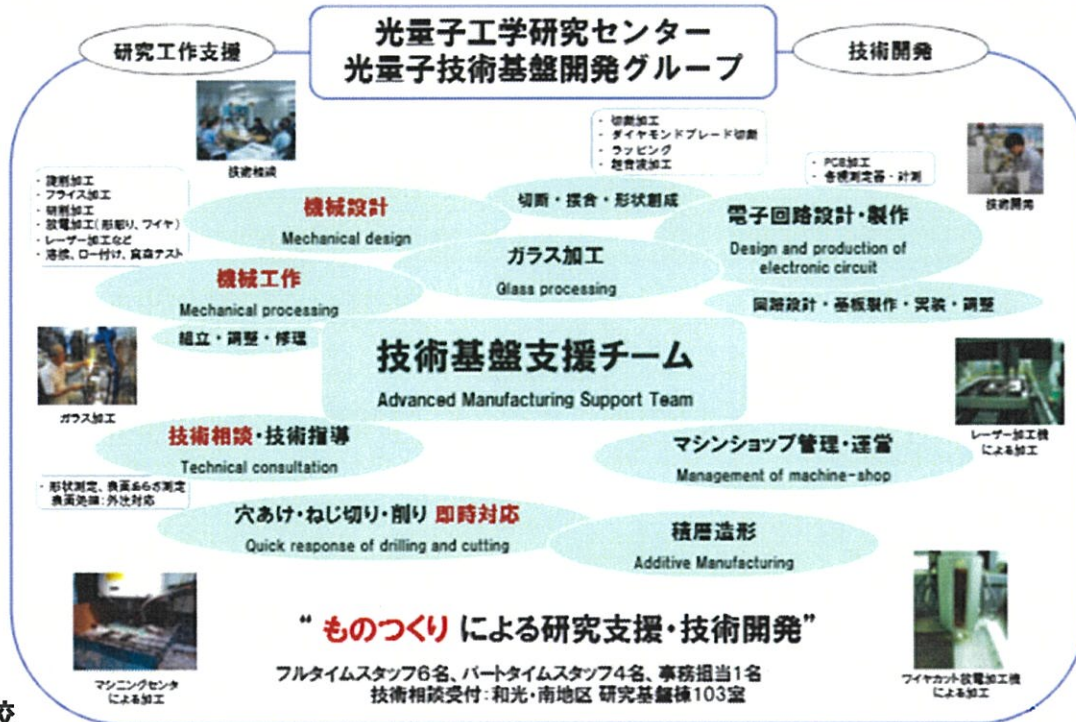 光量子工学研究センター
光量子技術基盤開発グループ
研究工作支援
技術開発
技術相談
・ 旋削加工
・ フライス加工
・ 研削加工
・ 放電加工(形彫り、ワイヤ)
・ レーザー加工など
・ 溶接、ロー付け、真空テスト
・ 切断加工
・ ダイヤモンドブレード切断
・ ラッピング
・ 超音波加工
・ PCB加工
・ 各種測定器・計測
技術開発
機械設計
Mechanical design
切断・接合・形状創成
電子回路設計・製作
Design and production of
electronic circuit
ガラス加工
Glass processing
機械工作
Mechanical processing
回路設計・基板製作・実装・調整
組立・調整・修理
技術基盤支援チーム
Advanced Manufacturing Support Team
ガラス加工
レーザー加工機
による加工
技術相談・技術指導
Technical consultation
マシンショップ管理・運営
Management of machine-shop
・ 形状測定、表面あらさ測定
表面処理:外注対応
穴あけ・ねじ切り・削り 即時対応
Quick response of drilling and cutting
積層造形
Additive Manufacturing
マシニングセンタ
による加工
ワイヤカット放電加工機
による加工
“ ものつくり による研究支援・技術開発”
フルタイムスタッフ6名、パートタイムスタッフ4名、事務担当1名
技術相談受付:和光・南地区 研究基盤棟103室